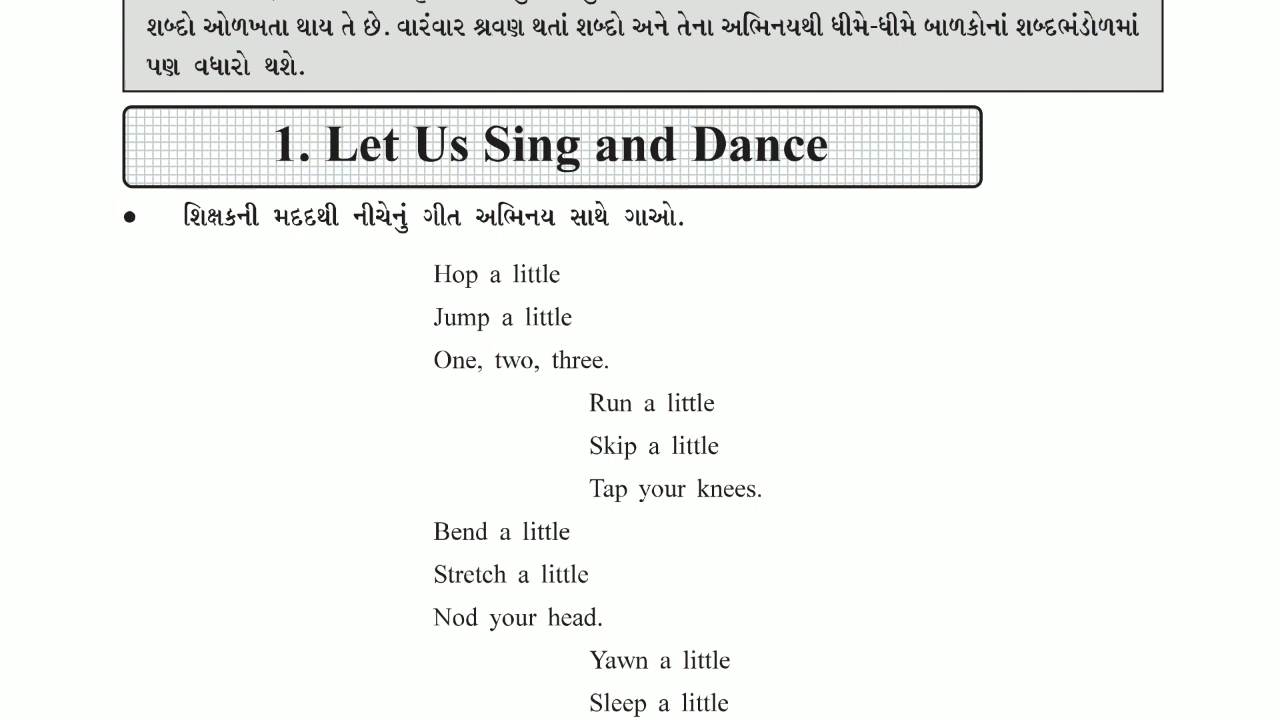 શબ્દો ઓળખતા થાય તે છે. વારંવાર શ્રવણ થતાં શબ્દો અને તેના અભિનયથી ધીમે-ધીમે બાળકોનાં શબ્દભંડોળમાં
પણ વધારો થશે.
1. Let Us Sing and Dance
● શિક્ષકની મદદથી નીચેનું ગીત અભિનય સાથે ગાઓ.
Hop a little
Jump a little
One, two, three.
Run a little
Skip a little
Tap your knees.
Bend a little
Stretch a little
Nod your head.
Yawn a little
Sleep a little